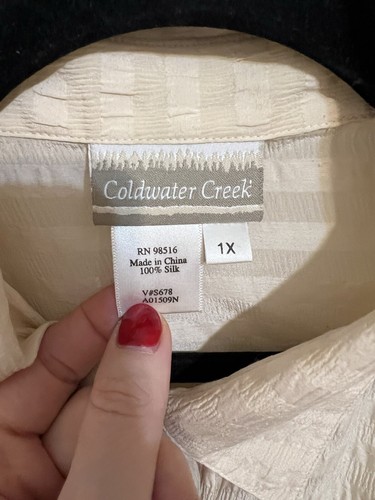 Coldwater Creek
RN 98516
Made in China
100% Silk
1X
V#S678
A01509N